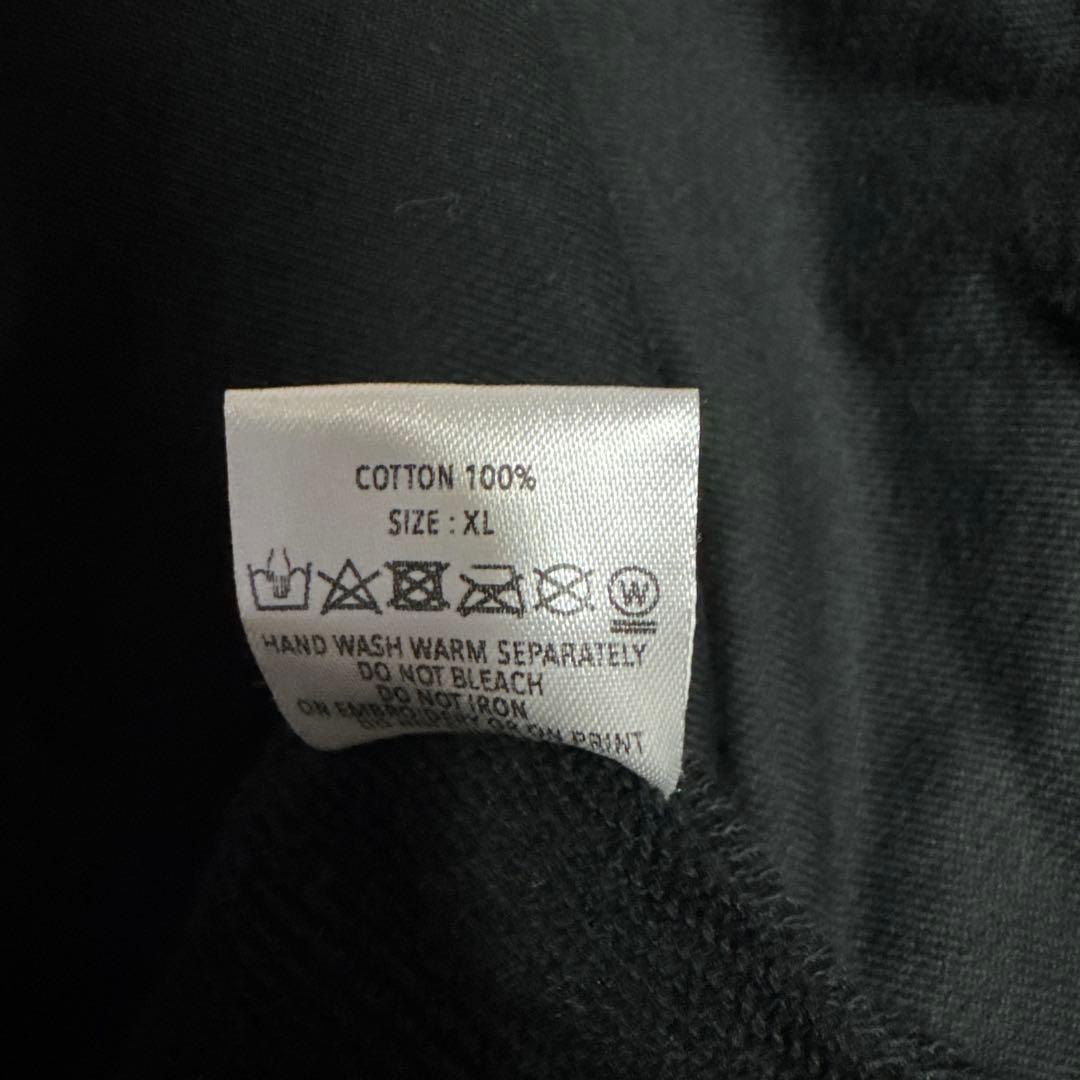 COTTON 100%
SIZE : XL
W
HAND WASH WARM SEPARATELY
DO NOT BLEACH
DO NOT IRON
ON EMBROIDERY OR ON PRINT